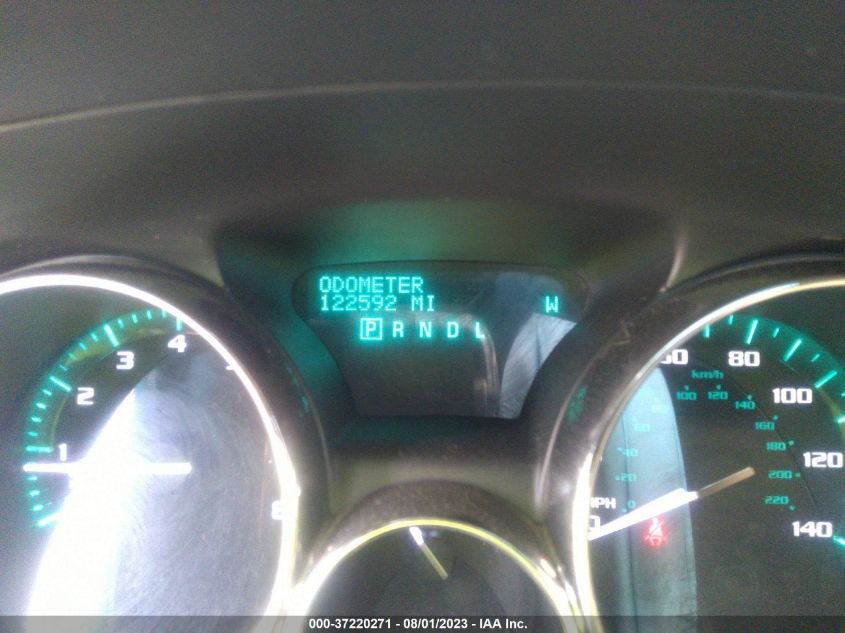 ODOMETER
122592 MI W
P R N D L
1 2 3 4
8
80 100 120 140
km/h
20 40 60 100 120 140 160 180 200 220
0
MPH
000-37220271 - 08/01/2023 - IAA Inc.